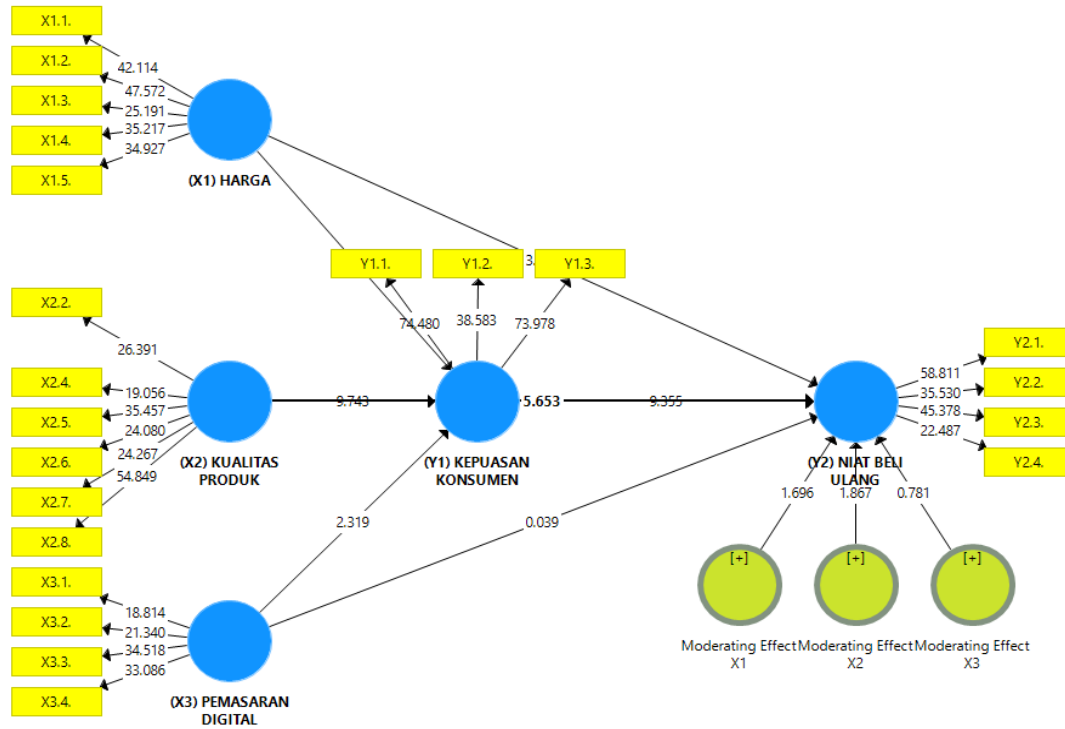 X1.1.
X1.2.
X1.3.
X1.4.
X1.5.
42.114
47.572
25.191
35.217
34.927
(X1) HARGA
Y1.1.
Y1.2.
3.
Y1.3.
74.480
38.583
73.978
X2.2.
X2.4.
X2.5.
X2.6.
X2.7.
X2.8.
26.391
19.056
35.457
24.080
24.267
54.849
(X2) KUALITAS
PRODUK
9.743
(Y1) KEPUASAN
KONSUMEN
5.653
9.355
(Y2) NIAT BELI
ULANG
58.811
35.530
45.378
22.487
Y2.1.
Y2.2.
Y2.3.
Y2.4.
2.319
0.039
1.696
1.867
0.781
[+]
[+]
[+]
Moderating Effect
X1
Moderating Effect
X2
Moderating Effect
X3
X3.1.
X3.2.
X3.3.
X3.4.
18.814
21.340
34.518
33.086
(X3) PEMASARAN
DIGITAL